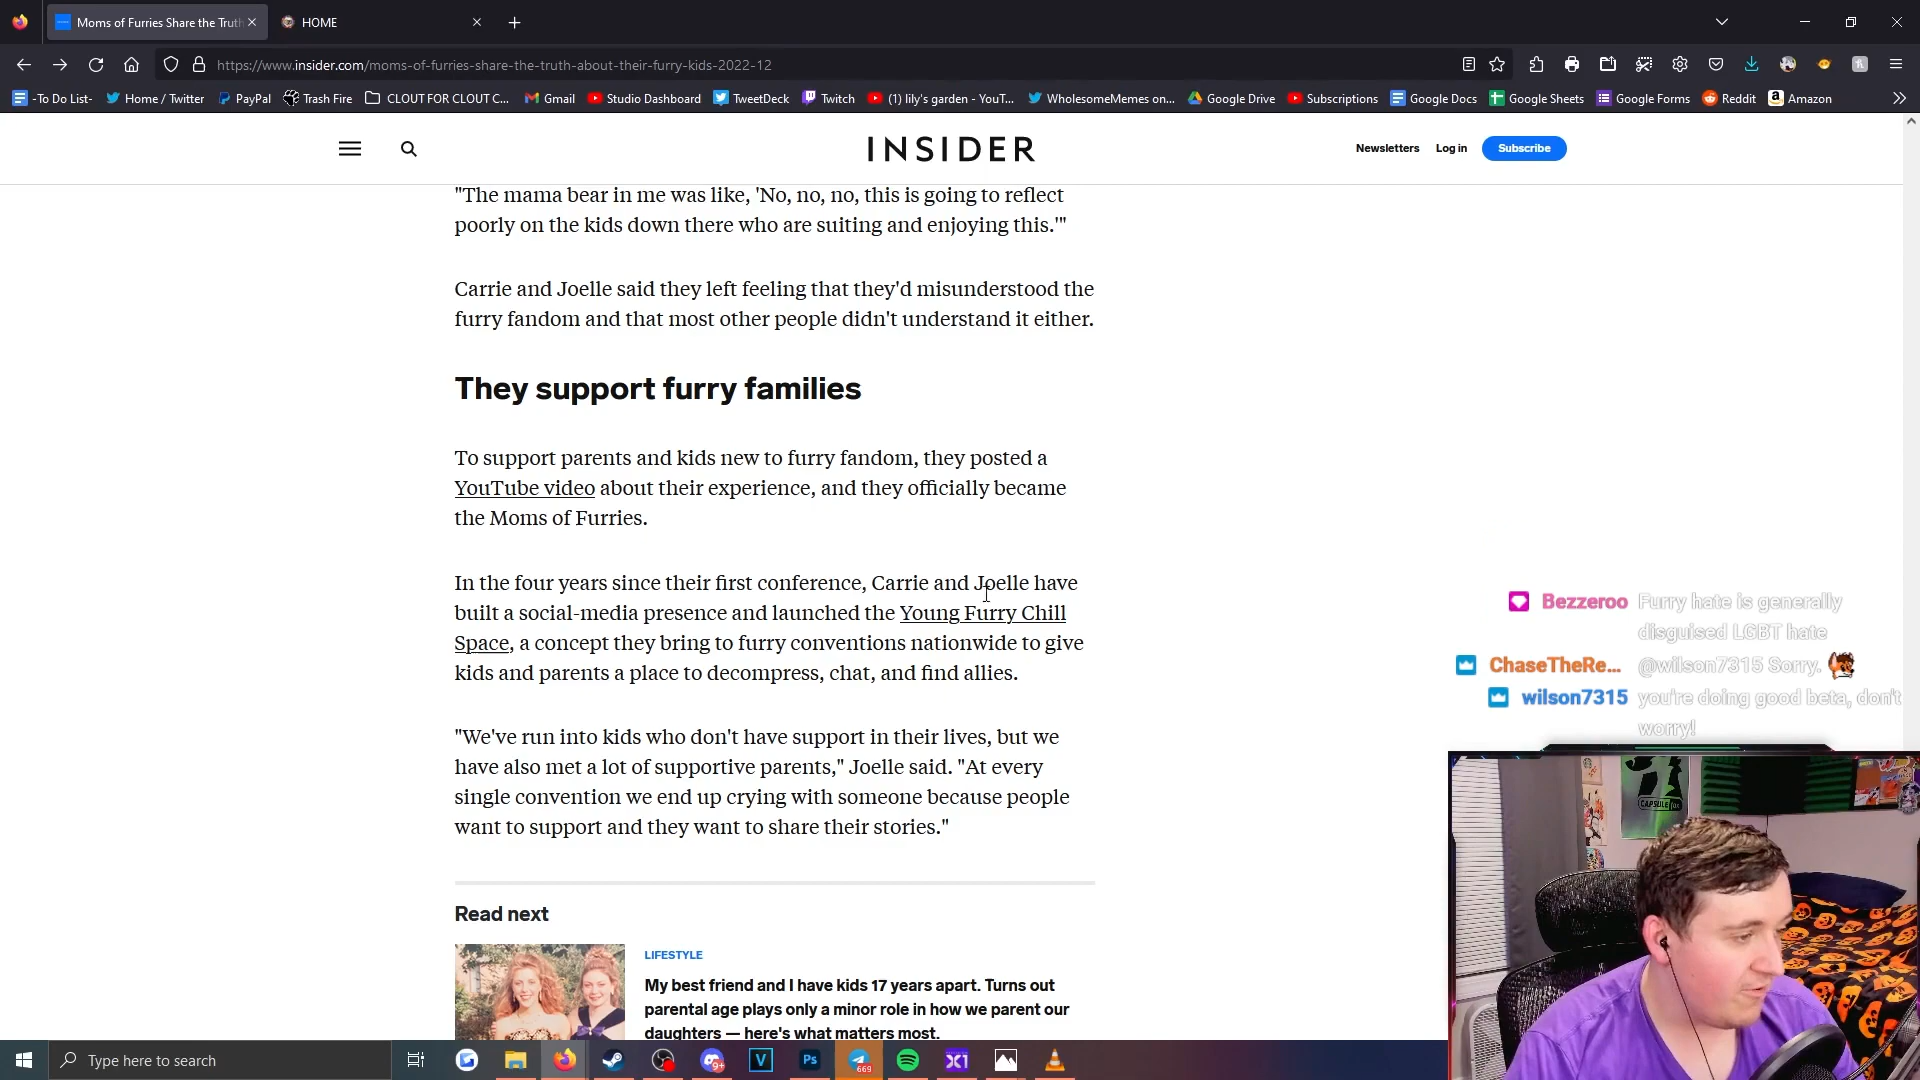 Moms of Furries Share the Truth
HOME
https://www.insider.com/moms-of-furries-share-the-truth-about-their-furry-kids-2022-12
-To Do List-
Home / Twitter
PayPal
Trash Fire
CLOUT FOR CLOUT C...
Gmail
Studio Dashboard
TweetDeck
Twitch
(1) lily's garden - YouT...
WholesomeMemes on...
Google Drive
Subscriptions
Google Docs
Google Sheets
Google Forms
Reddit
Amazon
INSIDER
Newsletters
Log in
Subscribe
"The mama bear in me was like, 'No, no, no, this is going to reflect
poorly on the kids down there who are suiting and enjoying this.'"
Carrie and Joelle said they left feeling that they'd misunderstood the
furry fandom and that most other people didn't understand it either.
They support furry families
To support parents and kids new to furry fandom, they posted a
YouTube video about their experience, and they officially became
the Moms of Furries.
In the four years since their first conference, Carrie and Joelle have
built a social-media presence and launched the Young Furry Chill
Space, a concept they bring to furry conventions nationwide to give
kids and parents a place to decompress, chat, and find allies.
"We've run into kids who don't have support in their lives, but we
have also met a lot of supportive parents," Joelle said. "At every
single convention we end up crying with someone because people
want to support and they want to share their stories."
Read next
LIFESTYLE
My best friend and I have kids 17 years apart. Turns out
parental age plays only a minor role in how we parent our
daughters — here's what matters most.
Bezzeroo Furry hate is generally
disguised LGBT hate
ChaseTheRe... @wilson7315 Sorry.
wilson7315 you're doing good beta, don't
worry!
CAPSULE
Type here to search
9+
V
Ps
669
X1